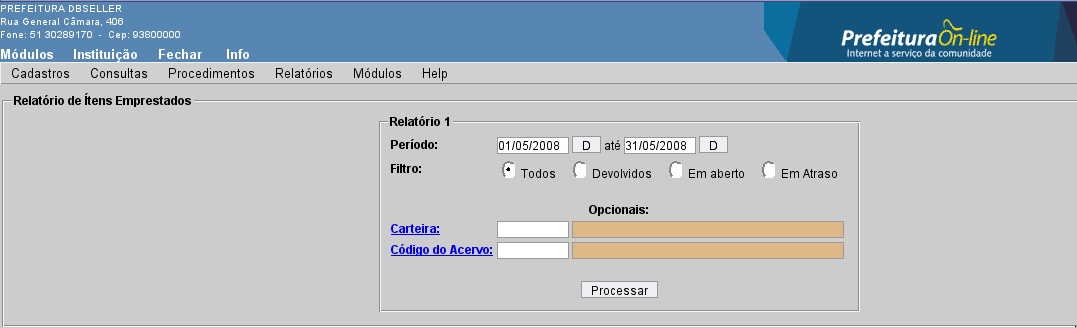 PREFEITURA DBSELLER
Rua General Câmara, 406
Fone: 51 30289170 - Cep: 93800000
Prefeitura On-line
Internet a serviço da comunidade
Módulos Instituição Fechar Info
Cadastros Consultas Procedimentos Relatórios Módulos Help
Relatório de Ítens Emprestados
Relatório 1
Período: 01/05/2008 D até 31/05/2008 D
Filtro: Todos Devolvidos Em aberto Em Atraso
Opcionais:
Carteira:
Código do Acervo:
Processar